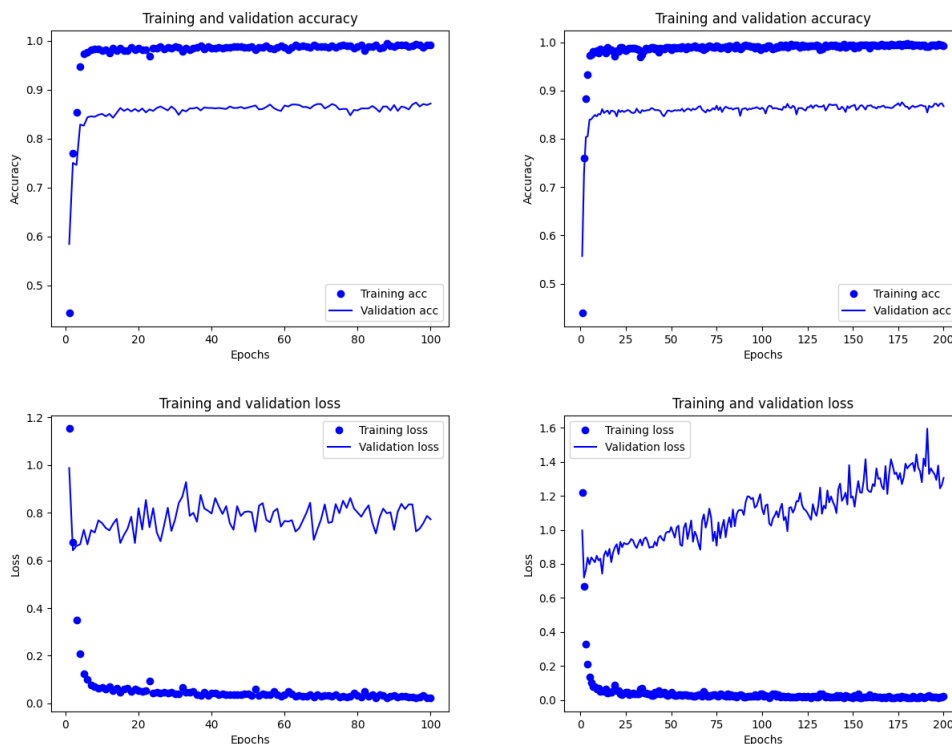 Training and validation accuracy
1.0
0.9
0.8
0.7
0.6
0.5
Accuracy
Training acc
Validation acc
0 20 40 60 80 100
Epochs
Training and validation accuracy
1.0
0.9
0.8
0.7
0.6
0.5
Accuracy
Training acc
Validation acc
0 25 50 75 100 125 150 175 200
Epochs
Training and validation loss
1.2
1.0
0.8
0.6
0.4
0.2
0.0
Loss
Training loss
Validation loss
0 20 40 60 80 100
Epochs
Training and validation loss
1.6
1.4
1.2
1.0
0.8
0.6
0.4
0.2
0.0
Loss
Training loss
Validation loss
0 25 50 75 100 125 150 175 200
Epochs